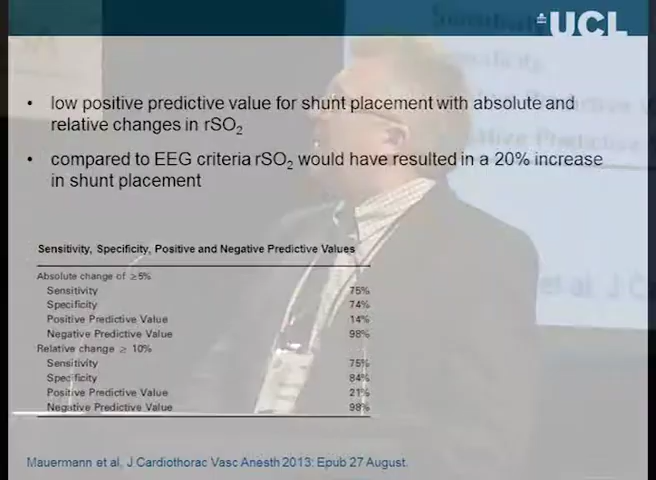 UCL
• low positive predictive value for shunt placement with absolute and
relative changes in rSO₂
• compared to EEG criteria rSO₂ would have resulted in a 20% increase
in shunt placement
Sensitivity, Specificity, Positive and Negative Predictive Values
Absolute change of ≥5%
Sensitivity 75%
Specificity 74%
Positive Predictive Value 14%
Negative Predictive Value 98%
Relative change ≥ 10%
Sensitivity 75%
Specificity 84%
Positive Predictive Value 21%
Negative Predictive Value 98%
Mauermann et al, J Cardiothorac Vasc Anesth 2013: Epub 27 August.